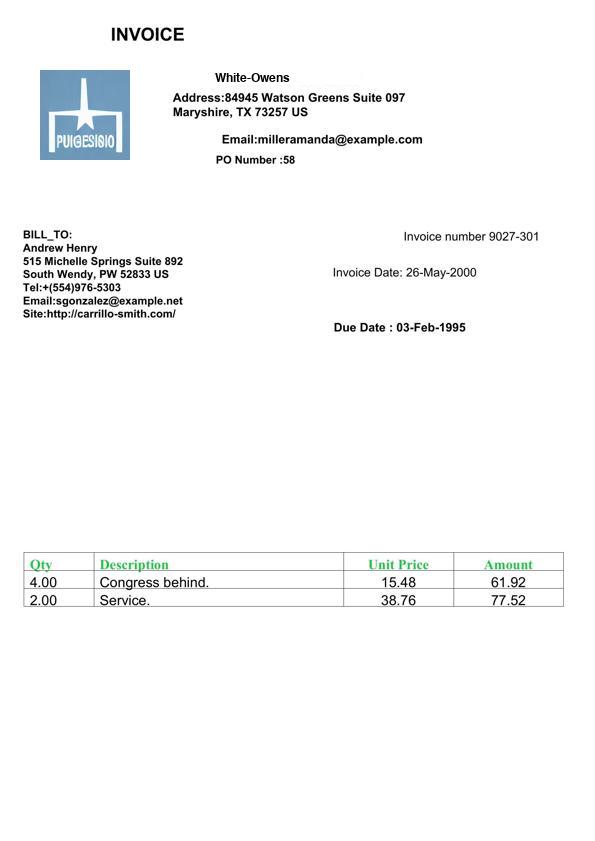 INVOICE
PUIGESISIO
White-Owens
Address:84945 Watson Greens Suite 097
Maryshire, TX 73257 US
Email:milleramanda@example.com
PO Number :58
BILL_TO:
Andrew Henry
515 Michelle Springs Suite 892
South Wendy, PW 52833 US
Tel:+(554)976-5303
Email:sgonzalez@example.net
Site:http://carrillo-smith.com/
Invoice number 9027-301
Invoice Date: 26-May-2000
Due Date : 03-Feb-1995
Qty Description Unit Price Amount
4.00 Congress behind. 15.48 61.92
2.00 Service. 38.76 77.52